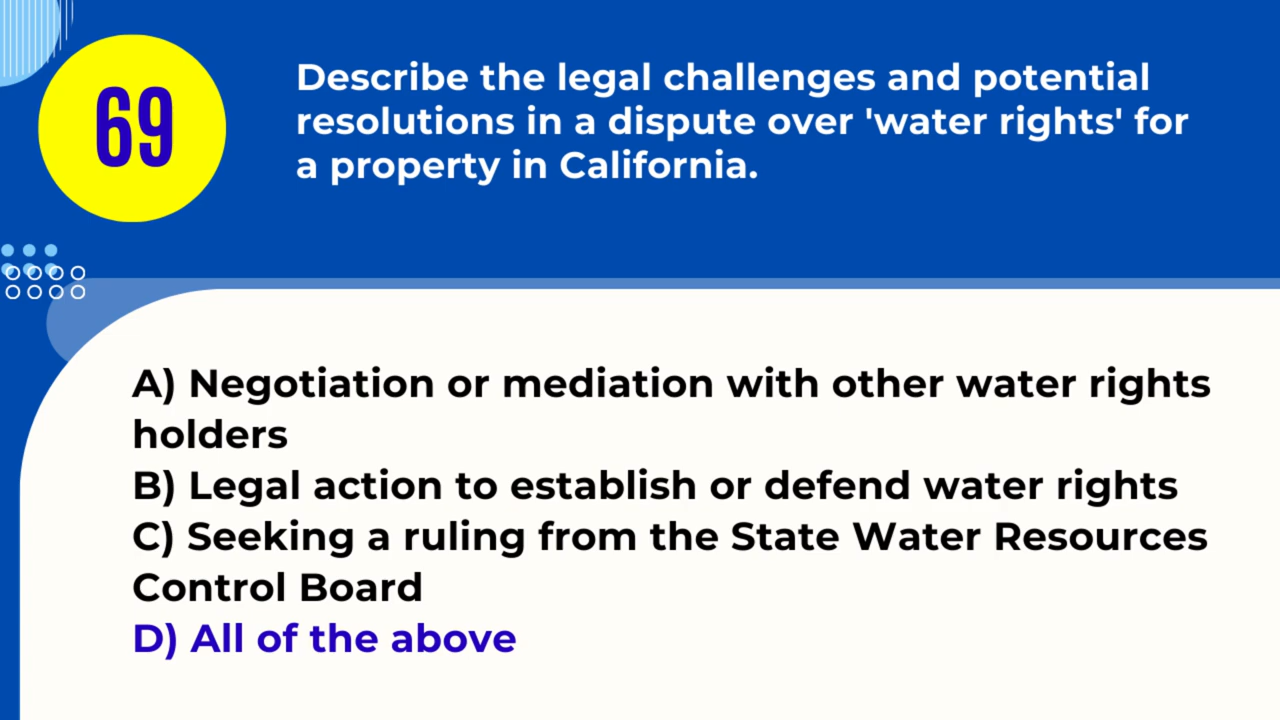 69
Describe the legal challenges and potential
resolutions in a dispute over 'water rights' for
a property in California.
A) Negotiation or mediation with other water rights
holders
B) Legal action to establish or defend water rights
C) Seeking a ruling from the State Water Resources
Control Board
D) All of the above